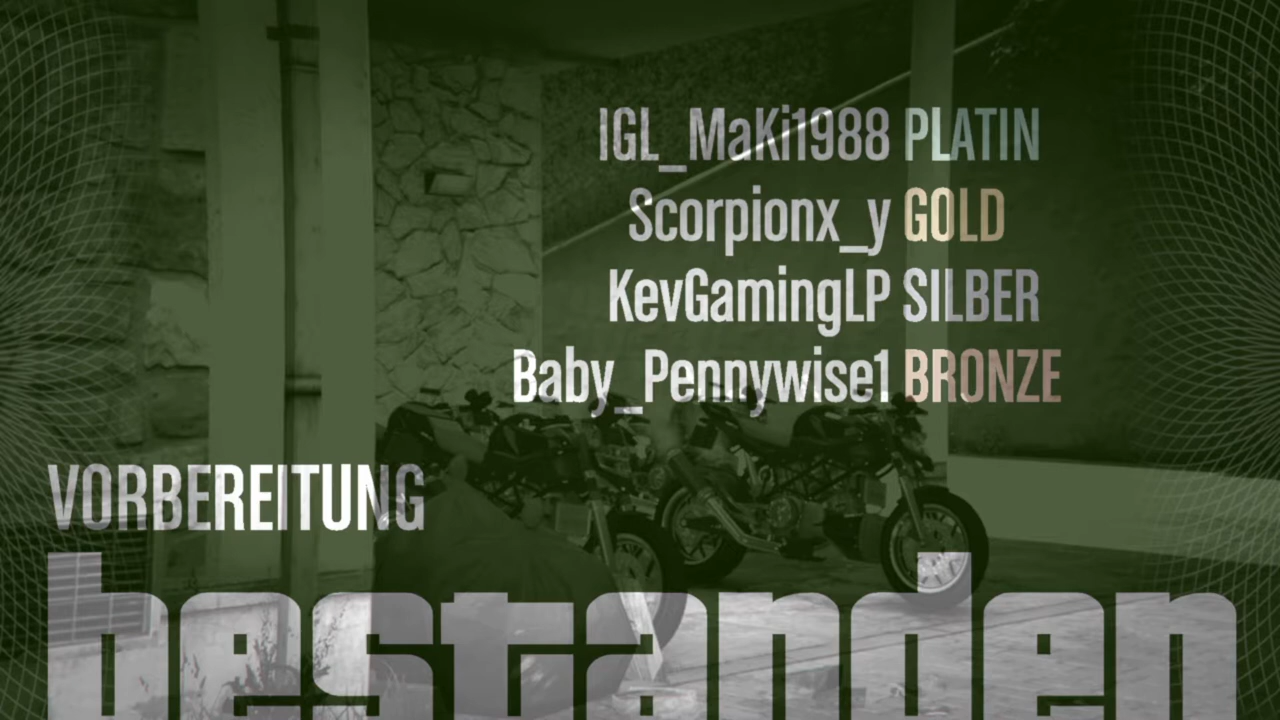 IGL_MaKi1988 PLATIN
Scorpionx_y GOLD
KevGamingLP SILBER
Baby_Pennywise1 BRONZE
VORBEREITUNG
bestanden